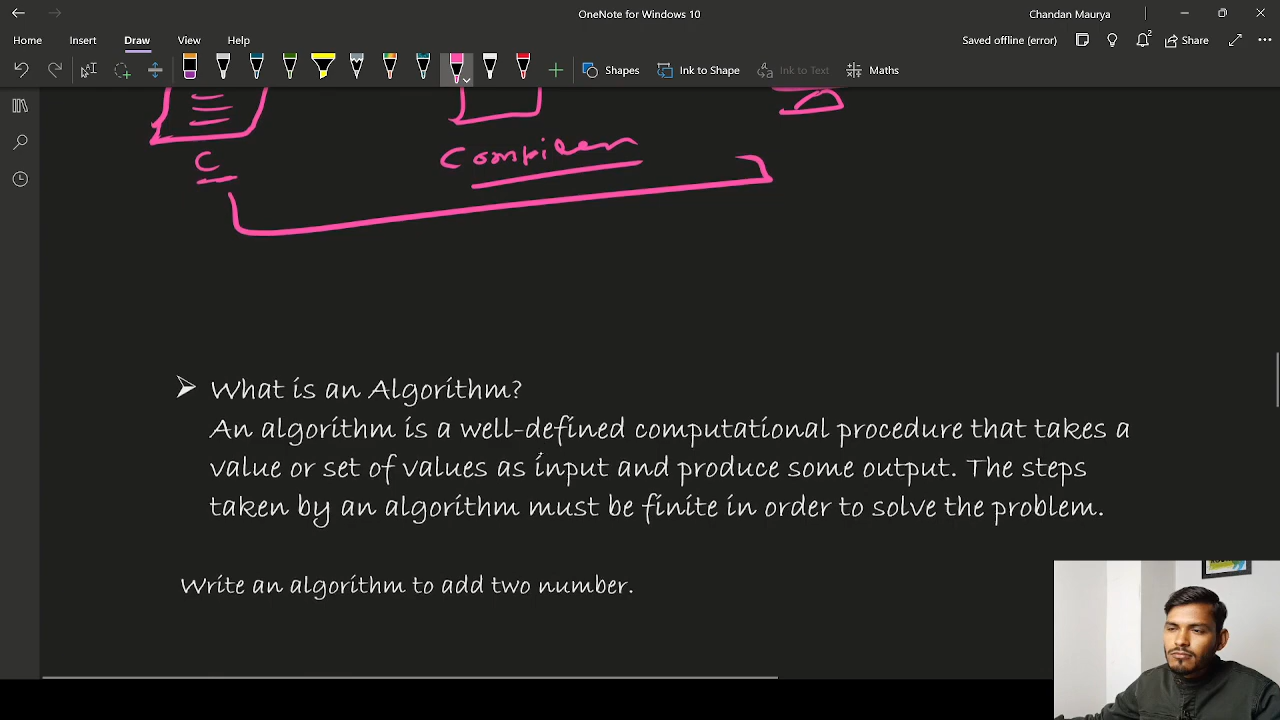 OneNote for Windows 10
Chandan Maurya
Home
Insert
Draw
View
Help
Saved offline (error)
Share
Shapes
Ink to Shape
Ink to Text
Maths
C
Compiler
What is an Algorithm?
An algorithm is a well-defined computational procedure that takes a
value or set of values as input and produce some output. The steps
taken by an algorithm must be finite in order to solve the problem.
Write an algorithm to add two number.